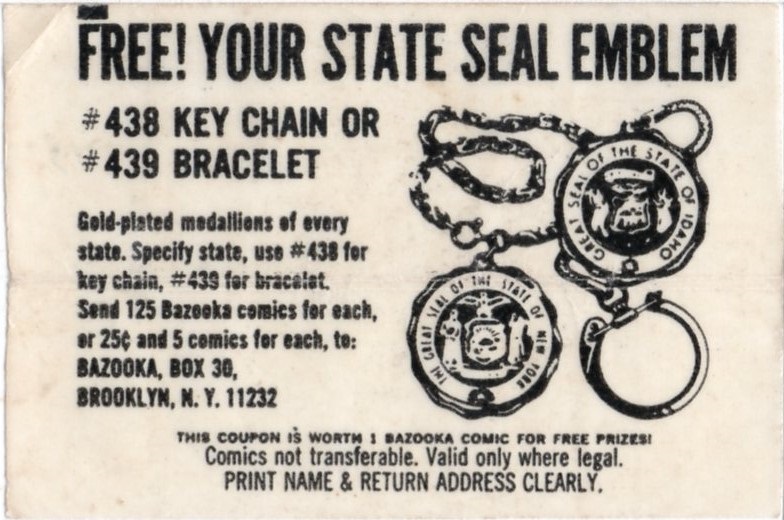 FREE! YOUR STATE SEAL EMBLEM
#438 KEY CHAIN OR
#439 BRACELET
Gold-plated medallions of every
state. Specify state, use #438 for
key chain, #439 for bracelet.
Send 125 Bazooka comics for each,
or 25¢ and 5 comics for each, to:
BAZOOKA, BOX 30,
BROOKLYN, N. Y. 11232
GREAT SEAL OF THE STATE OF IDAHO
THE GREAT SEAL OF THE STATE OF NEW YORK
THIS COUPON IS WORTH 1 BAZOOKA COMIC FOR FREE PRIZES!
Comics not transferable. Valid only where legal.
PRINT NAME & RETURN ADDRESS CLEARLY.